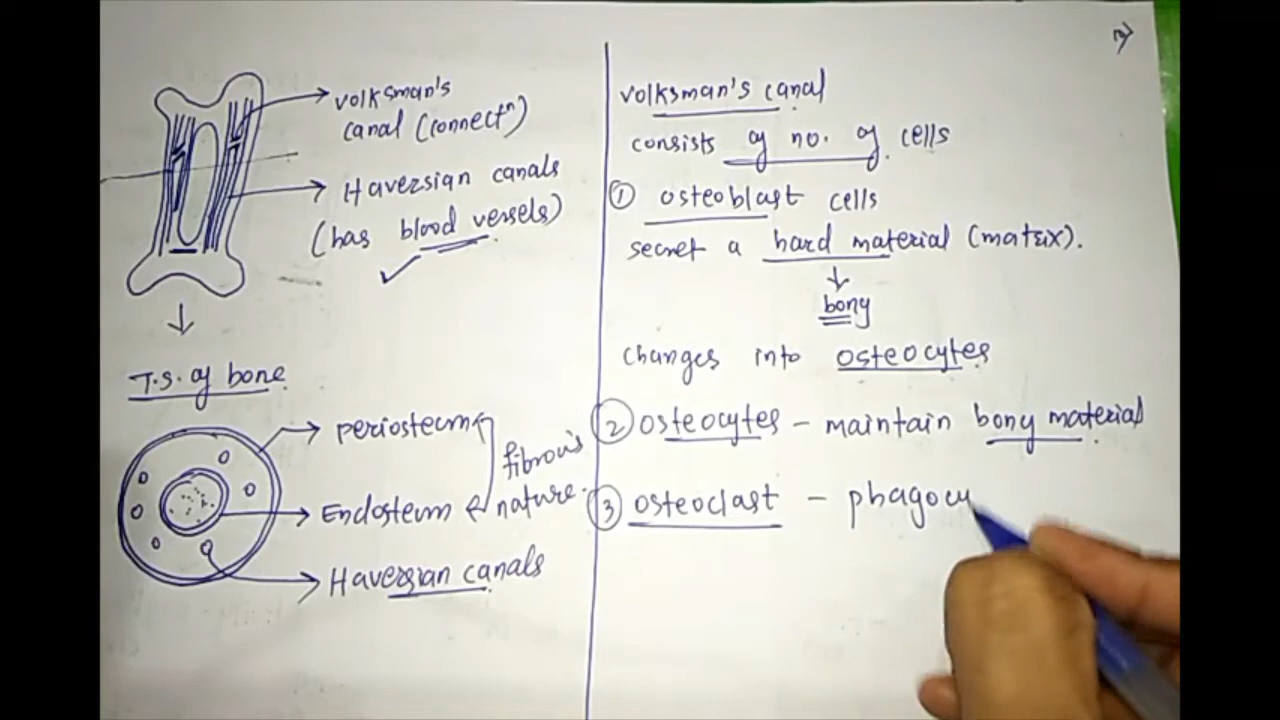 volksman's
canal (connectⁿ)
Haversian canals
(has blood vessels)
T.S. of bone
periosteum
Endosteum
fibrous
nature.
Haversian canals
volksman's canal
consists of no. of cells
① osteoblast cells
secret a hard material (matrix).
bony
changes into osteocytes
② osteocytes – maintain bony material
③ osteoclast – phagocy